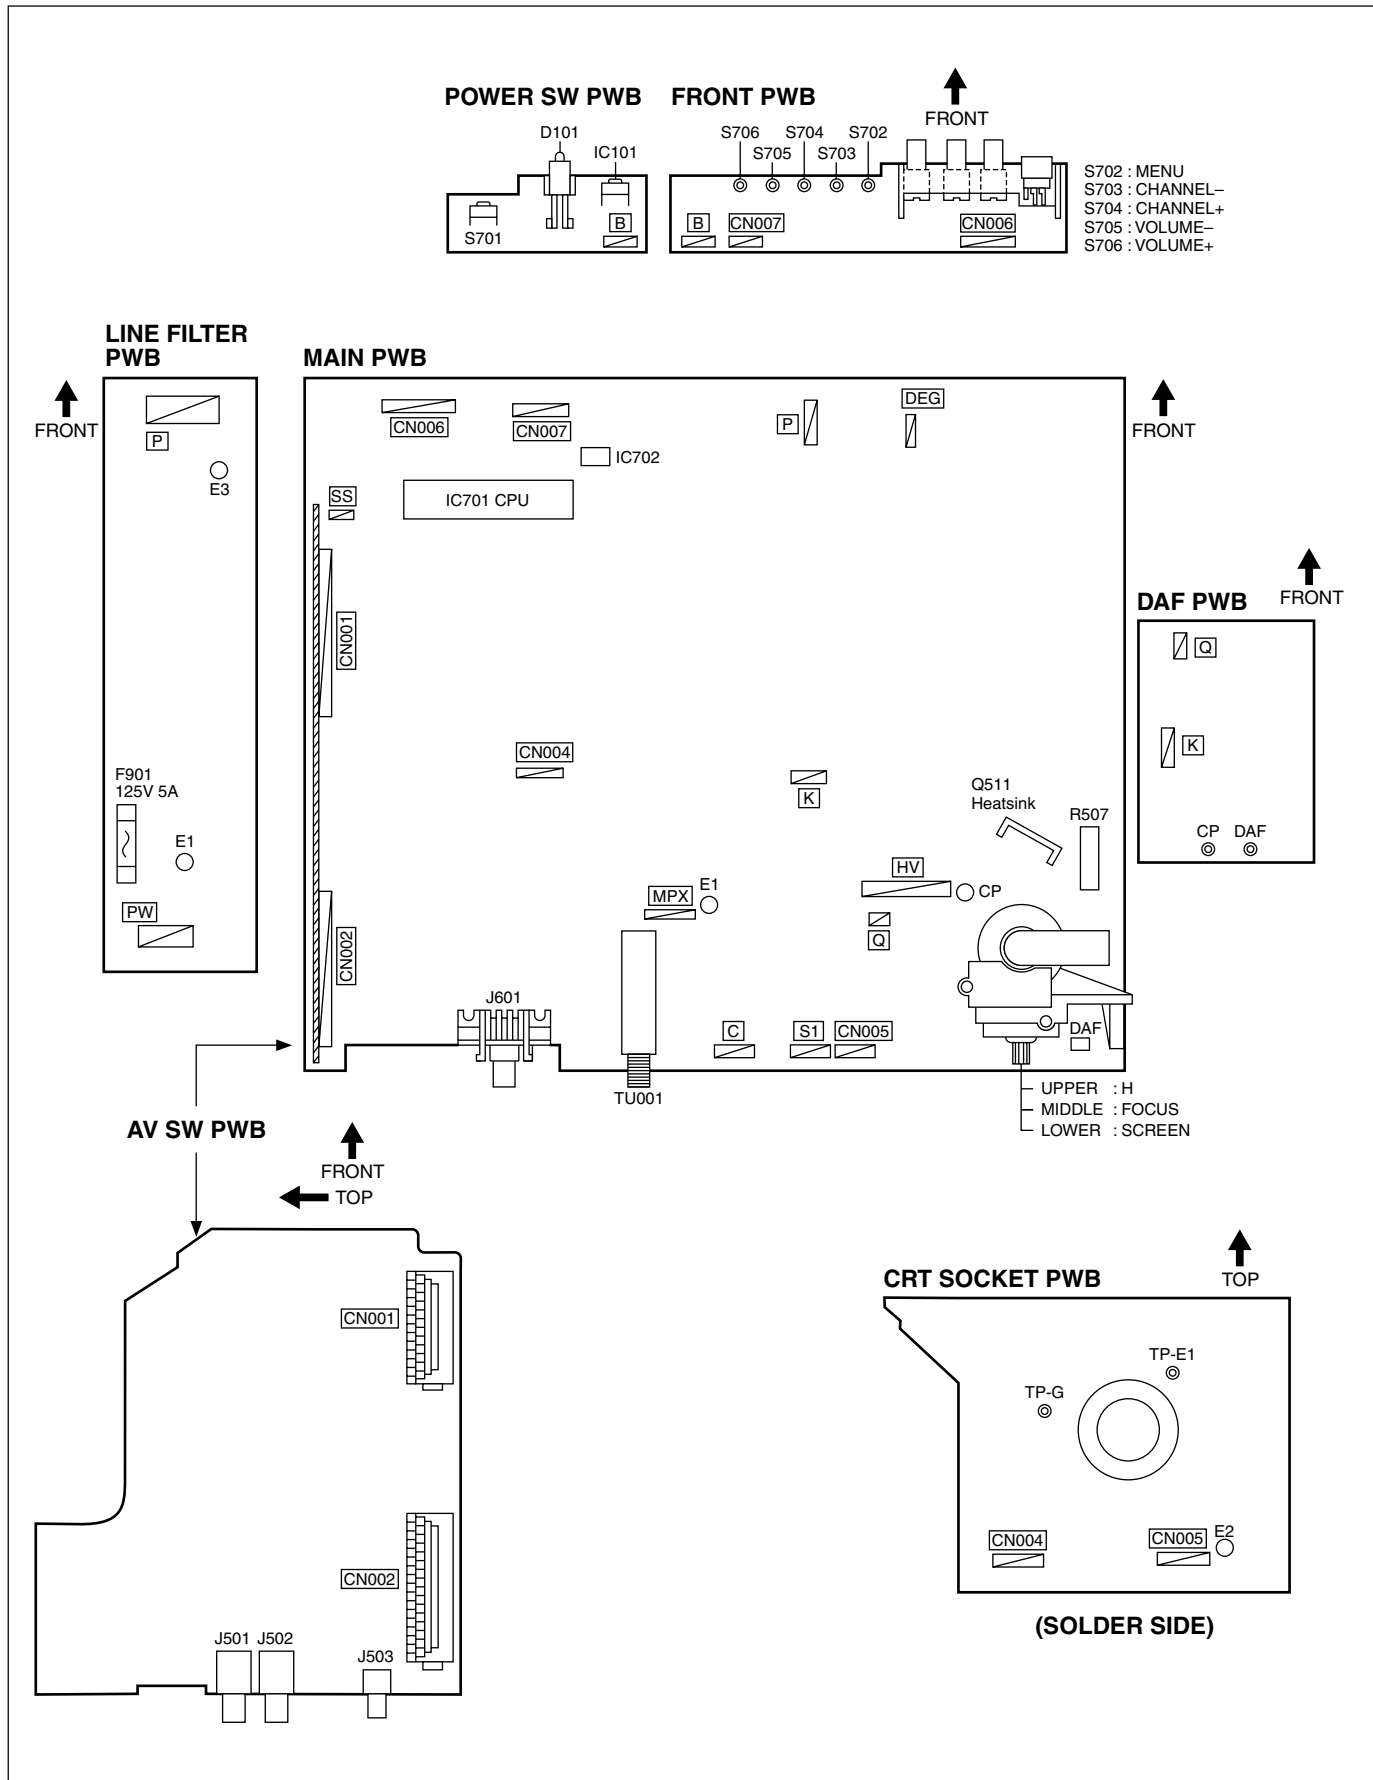 POWER SW PWB
FRONT PWB
FRONT
D101
IC101
S701
B
S706
S704
S702
S705
S703
B
CN007
CN006
S702 : MENU
S703 : CHANNEL–
S704 : CHANNEL+
S705 : VOLUME–
S706 : VOLUME+
LINE FILTER
PWB
FRONT
P
E3
F901
125V 5A
E1
PW
MAIN PWB
FRONT
CN006
CN007
IC702
P
DEG
SS
IC701 CPU
CN001
CN004
K
Q511
Heatsink
R507
HV
CP
MPX
E1
Q
CN002
J601
TU001
C
S1
CN005
DAF
UPPER : H
MIDDLE : FOCUS
LOWER : SCREEN
DAF PWB
FRONT
Q
K
CP
DAF
AV SW PWB
FRONT
TOP
CN001
CN002
J501
J502
J503
CRT SOCKET PWB
TOP
TP-E1
TP-G
CN004
CN005
E2
(SOLDER SIDE)